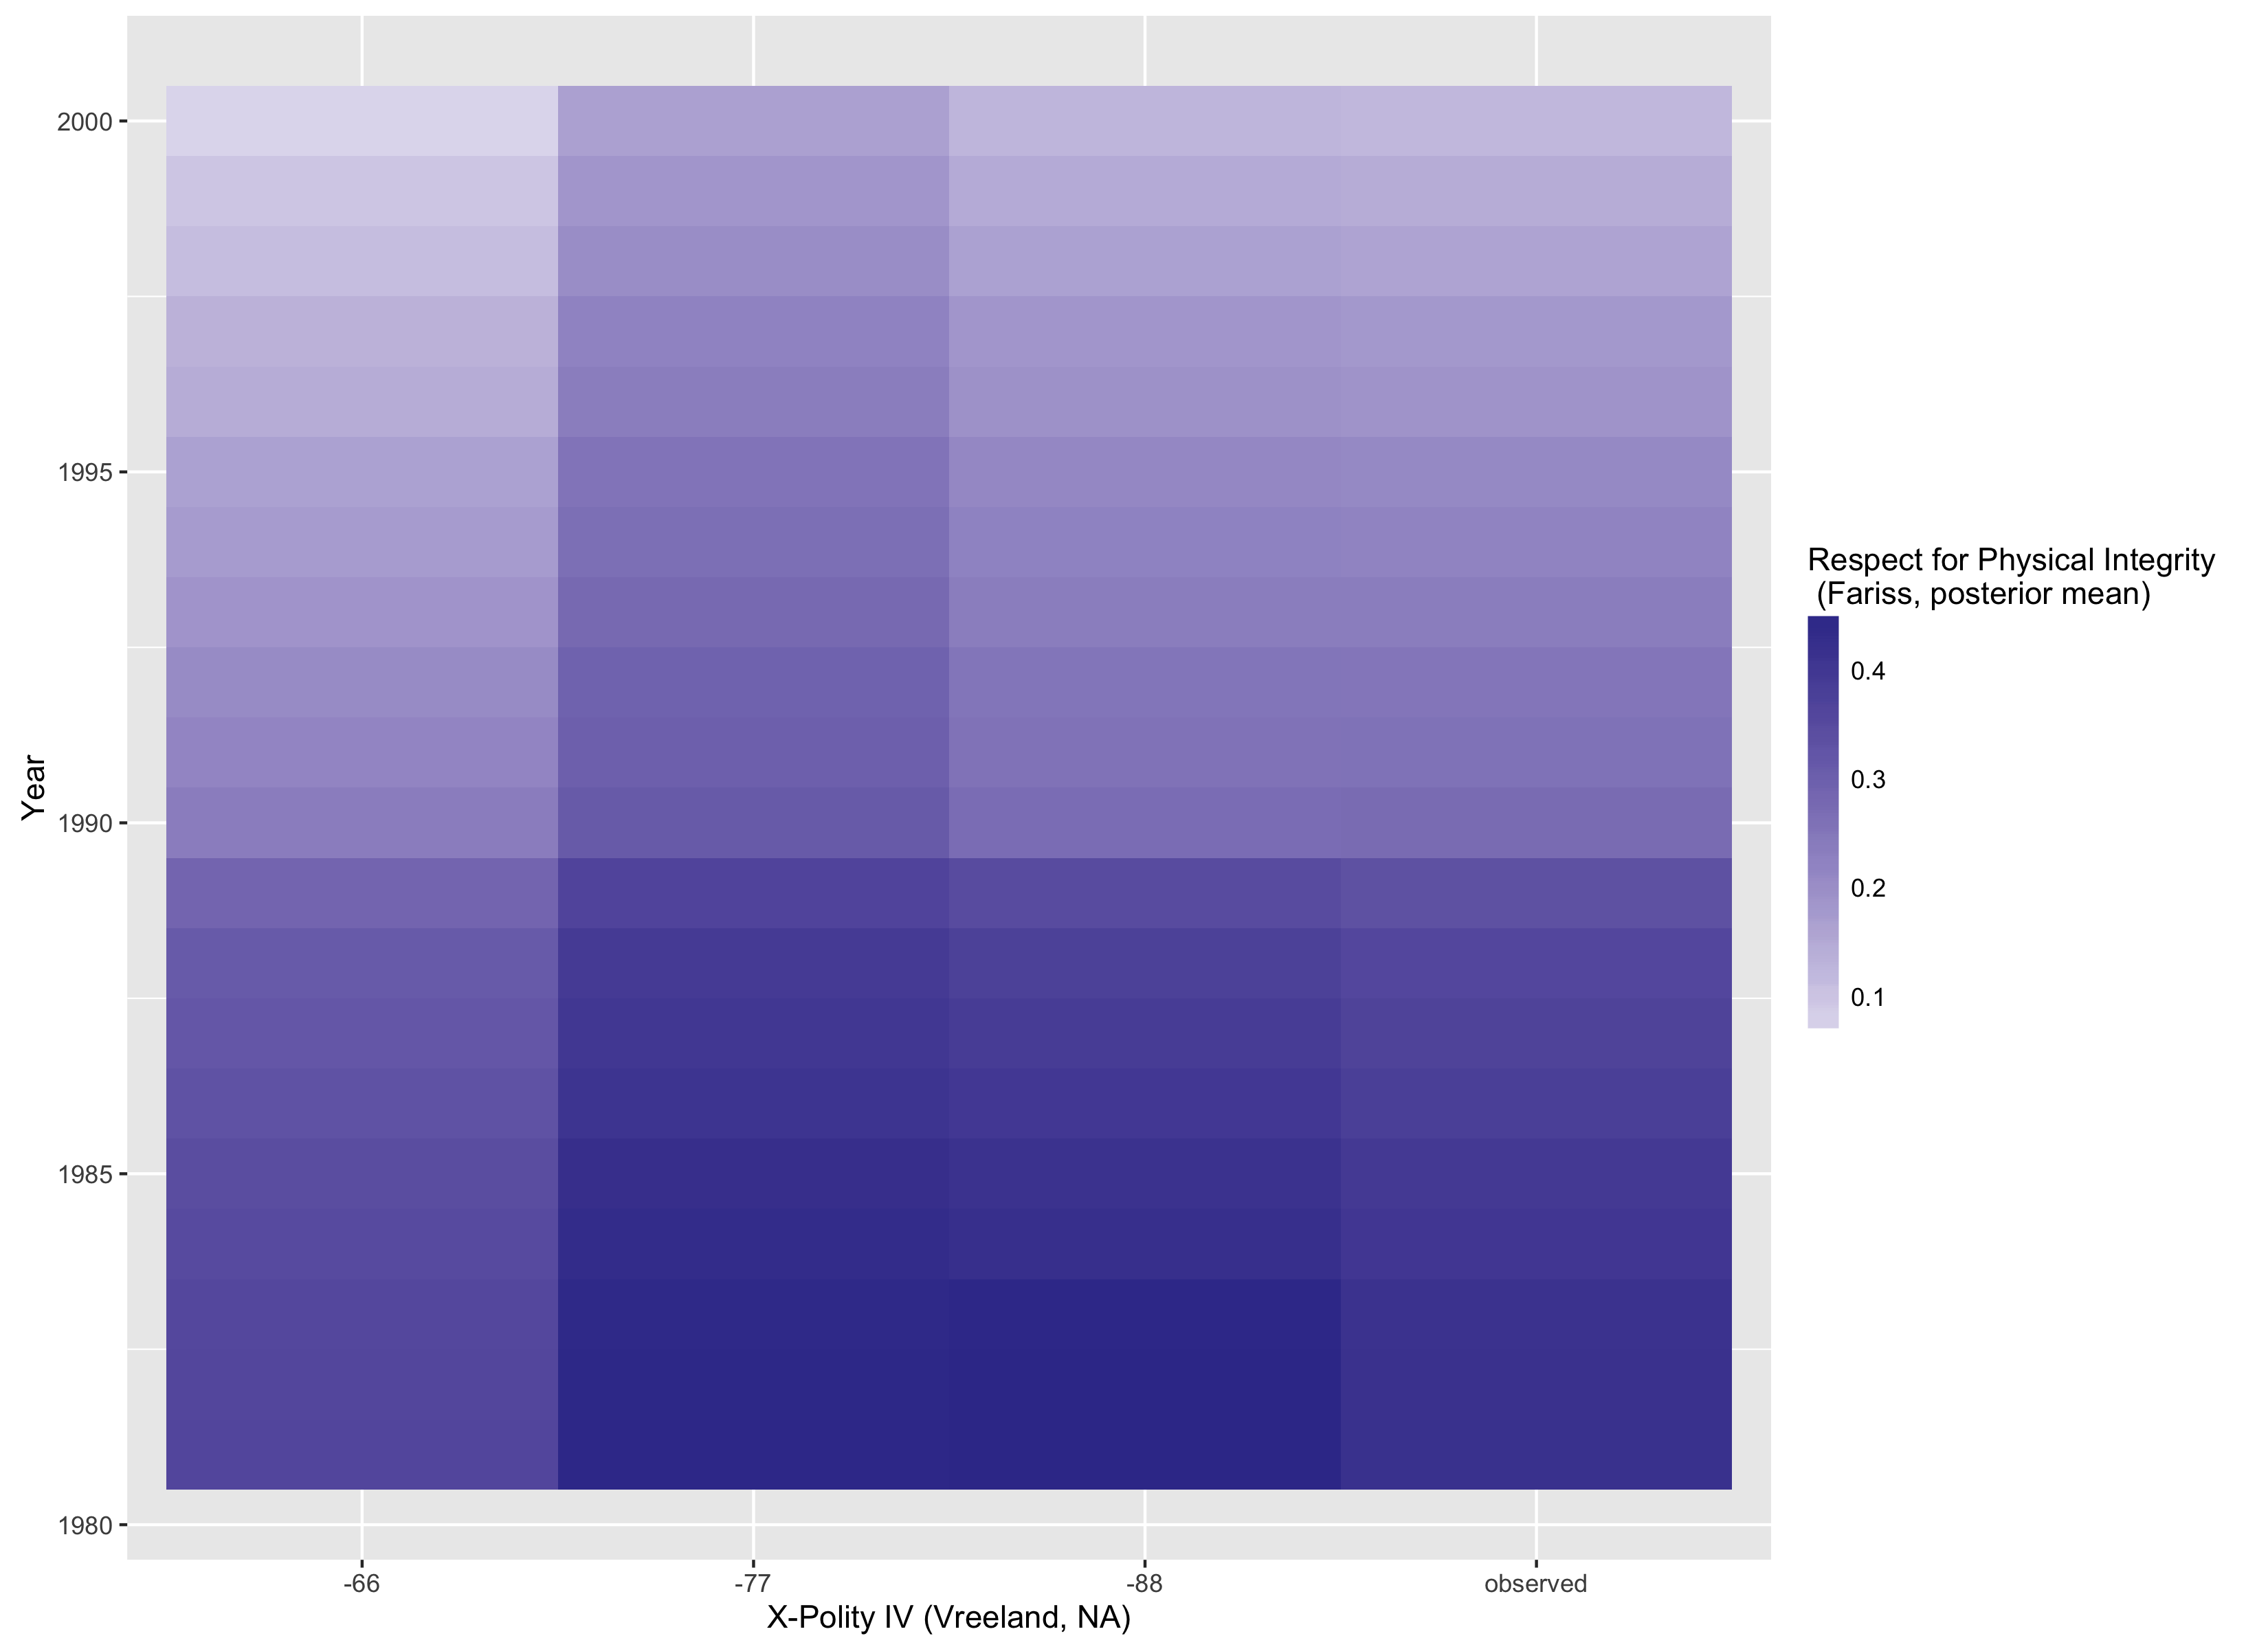 2000
1995
1990
1985
1980
Year
-66
-77
-88
observed
X-Polity IV (Vreeland, NA)
Respect for Physical Integrity
(Fariss, posterior mean)
0.4
0.3
0.2
0.1